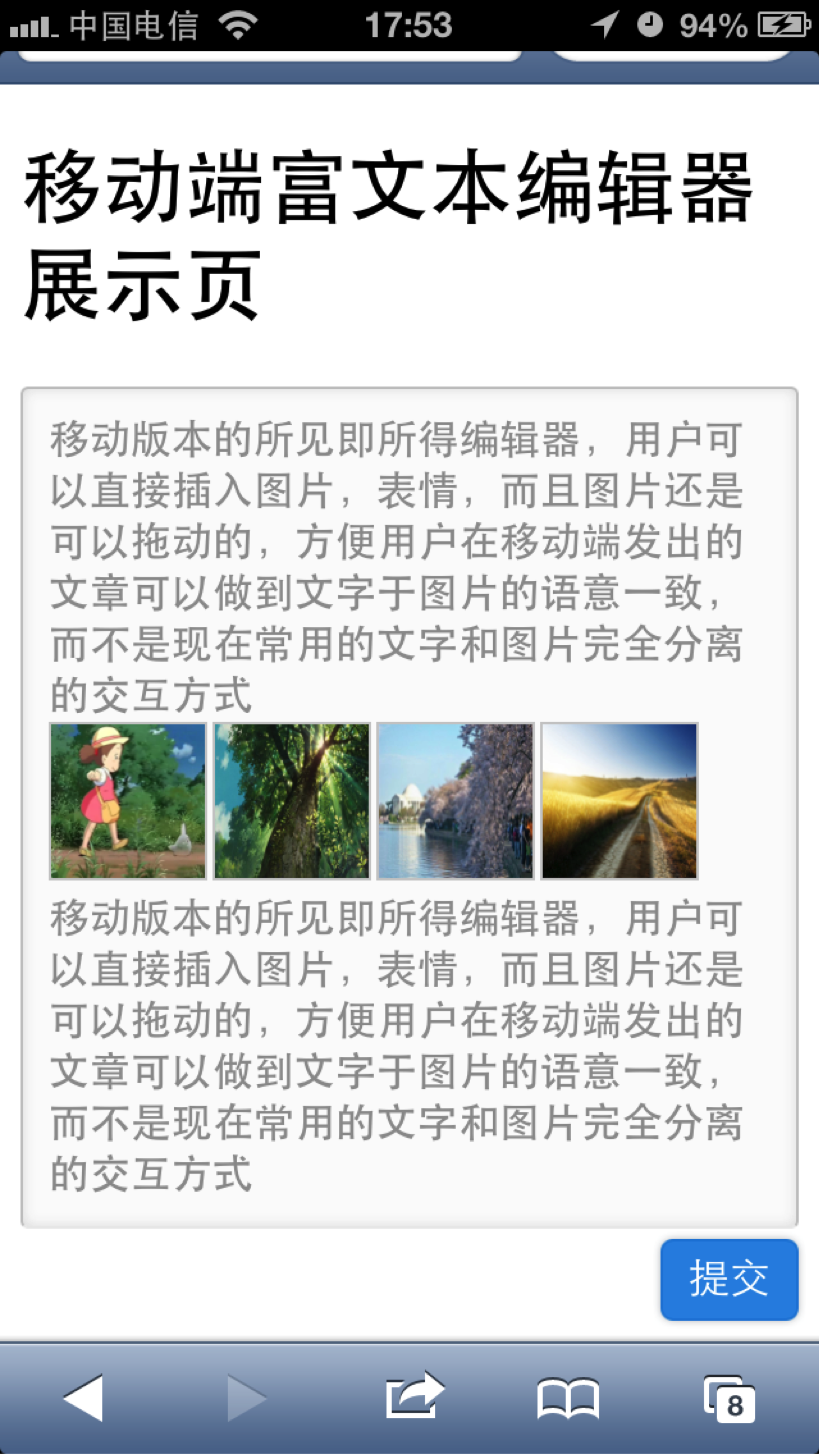 中国电信 17:53 94%
移动端富文本编辑器
展示页
移动版本的所见即所得编辑器，用户可
以直接插入图片，表情，而且图片还是
可以拖动的，方便用户在移动端发出的
文章可以做到文字于图片的语意一致，
而不是现在常用的文字和图片完全分离
的交互方式
移动版本的所见即所得编辑器，用户可
以直接插入图片，表情，而且图片还是
可以拖动的，方便用户在移动端发出的
文章可以做到文字于图片的语意一致，
而不是现在常用的文字和图片完全分离
的交互方式
提交
8